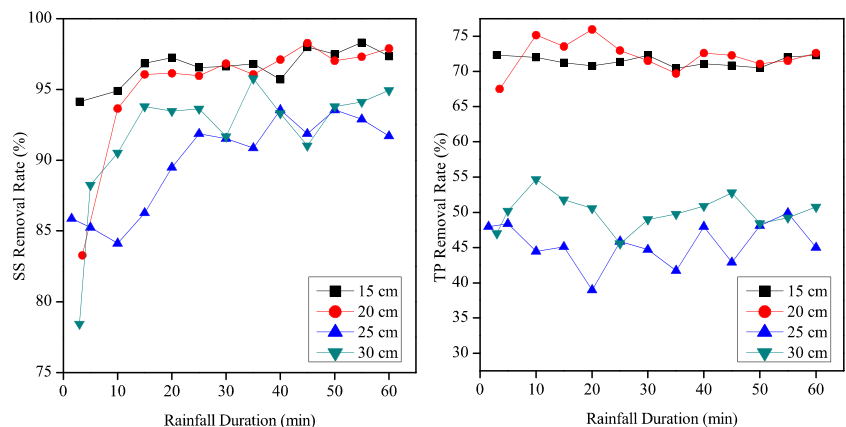 SS Removal Rate (%)
100
95
90
85
80
75
15 cm
20 cm
25 cm
30 cm
0 10 20 30 40 50 60
Rainfall Duration (min)
TP Removal Rate (%)
75
70
65
60
55
50
45
40
35
30
15 cm
20 cm
25 cm
30 cm
0 10 20 30 40 50 60
Rainfall Duration (min)